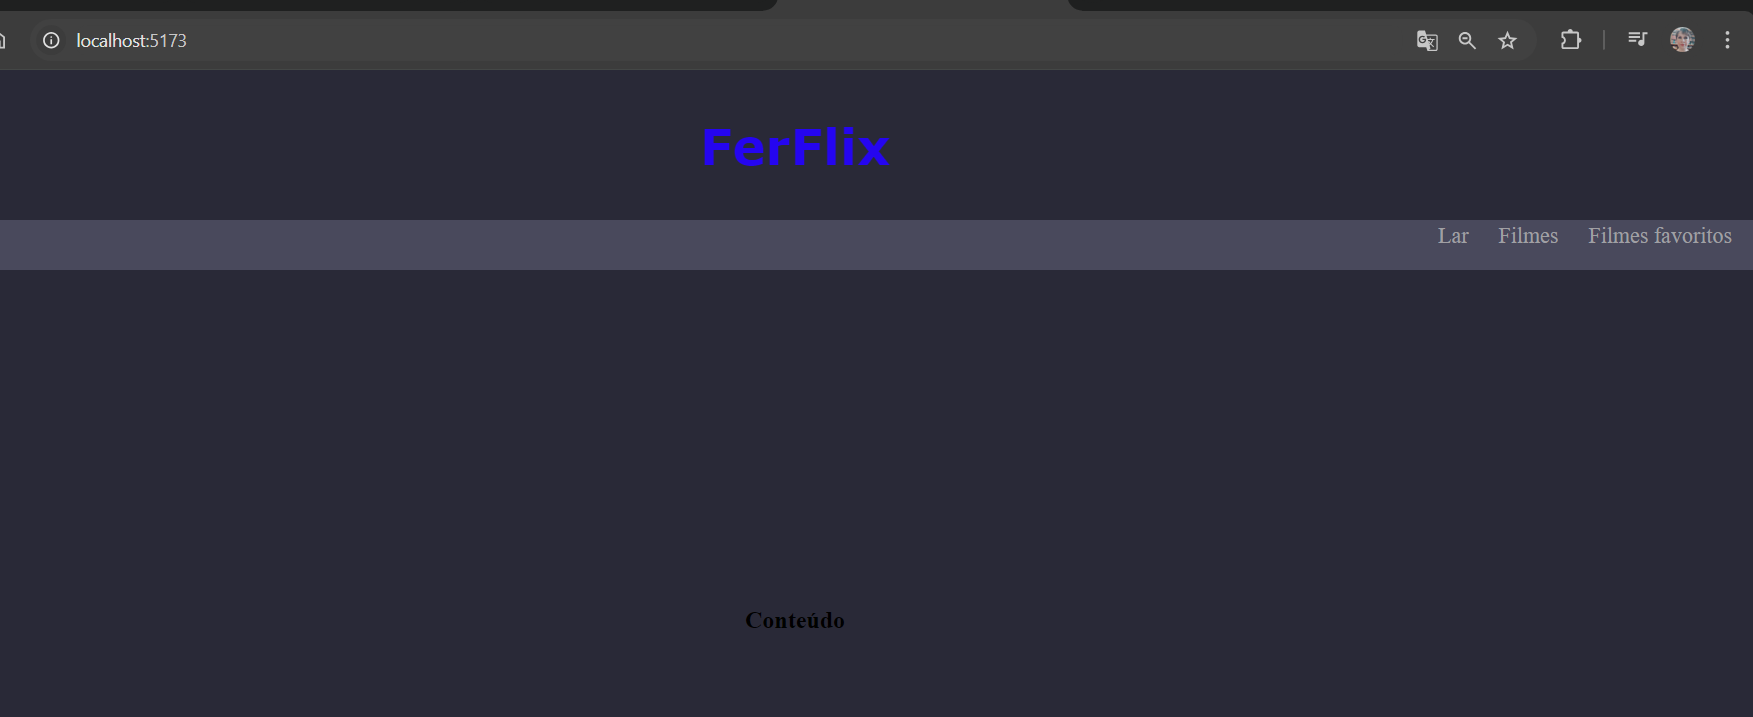 localhost:5173
FerFlix
Lar Filmes Filmes favoritos
Conteúdo